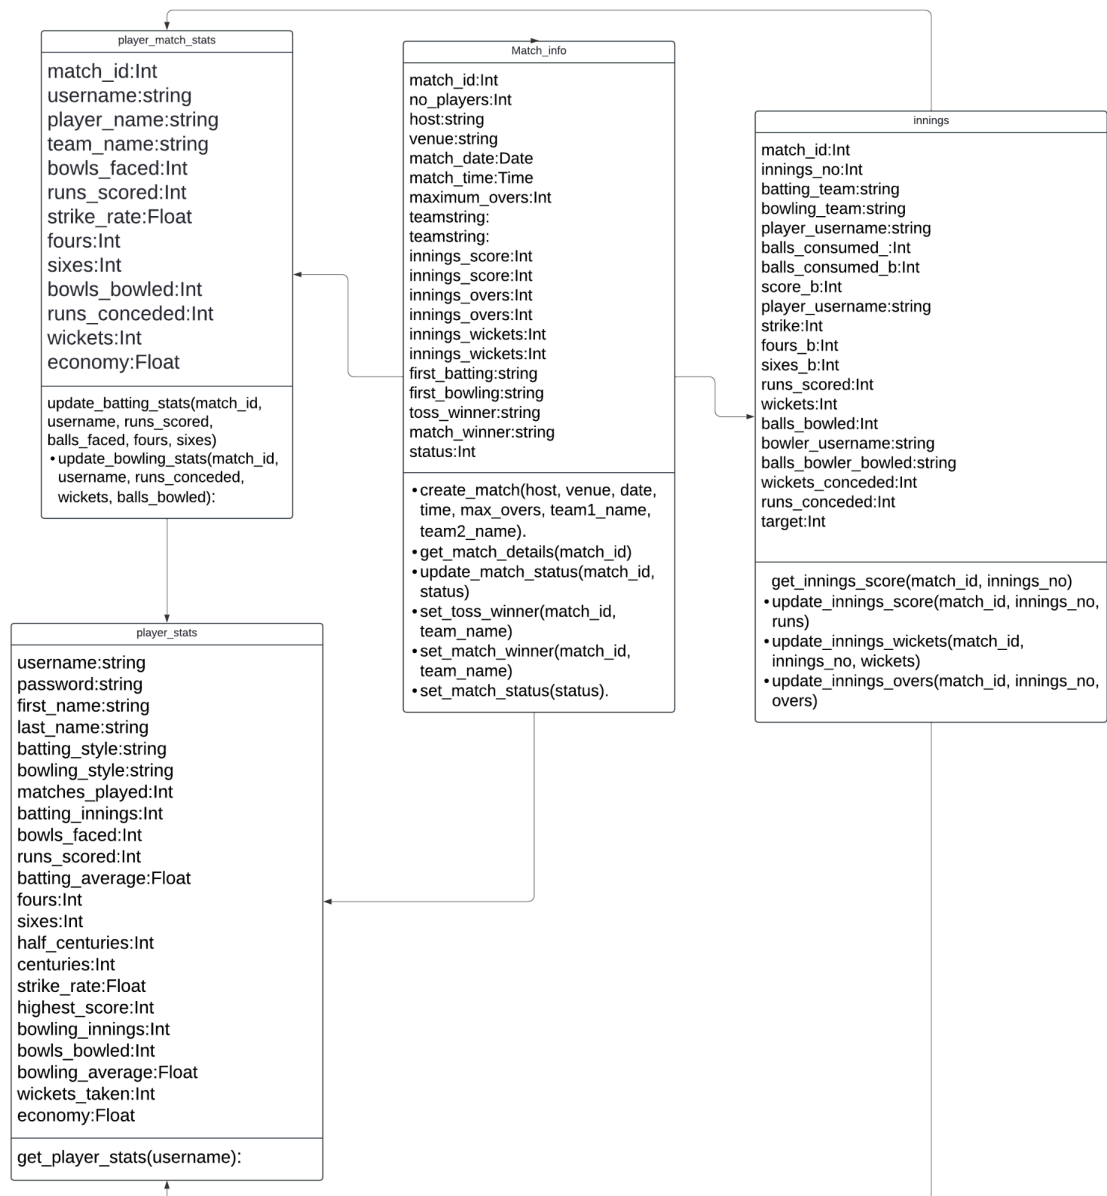 player_match_stats
match_id:Int
username:string
player_name:string
team_name:string
bowls_faced:Int
runs_scored:Int
strike_rate:Float
fours:Int
sixes:Int
bowls_bowled:Int
runs_conceded:Int
wickets:Int
economy:Float
update_batting_stats(match_id,
username, runs_scored,
balls_faced, fours, sixes)
• update_bowling_stats(match_id,
username, runs_conceded,
wickets, balls_bowled):
Match_info
match_id:Int
no_players:Int
host:string
venue:string
match_date:Date
match_time:Time
maximum_overs:Int
teamstring:
teamstring:
innings_score:Int
innings_score:Int
innings_overs:Int
innings_overs:Int
innings_wickets:Int
innings_wickets:Int
first_batting:string
first_bowling:string
toss_winner:string
match_winner:string
status:Int
• create_match(host, venue, date,
time, max_overs, team1_name,
team2_name).
• get_match_details(match_id)
• update_match_status(match_id,
status)
• set_toss_winner(match_id,
team_name)
• set_match_winner(match_id,
team_name)
• set_match_status(status).
innings
match_id:Int
innings_no:Int
batting_team:string
bowling_team:string
player_username:string
balls_consumed_:Int
balls_consumed_b:Int
score_b:Int
player_username:string
strike:Int
fours_b:Int
sixes_b:Int
runs_scored:Int
wickets:Int
balls_bowled:Int
bowler_username:string
balls_bowler_bowled:string
wickets_conceded:Int
runs_conceded:Int
target:Int
get_innings_score(match_id, innings_no)
• update_innings_score(match_id, innings_no,
runs)
• update_innings_wickets(match_id,
innings_no, wickets)
• update_innings_overs(match_id, innings_no,
overs)
player_stats
username:string
password:string
first_name:string
last_name:string
batting_style:string
bowling_style:string
matches_played:Int
batting_innings:Int
bowls_faced:Int
runs_scored:Int
batting_average:Float
fours:Int
sixes:Int
half_centuries:Int
centuries:Int
strike_rate:Float
highest_score:Int
bowling_innings:Int
bowls_bowled:Int
bowling_average:Float
wickets_taken:Int
economy:Float
get_player_stats(username):